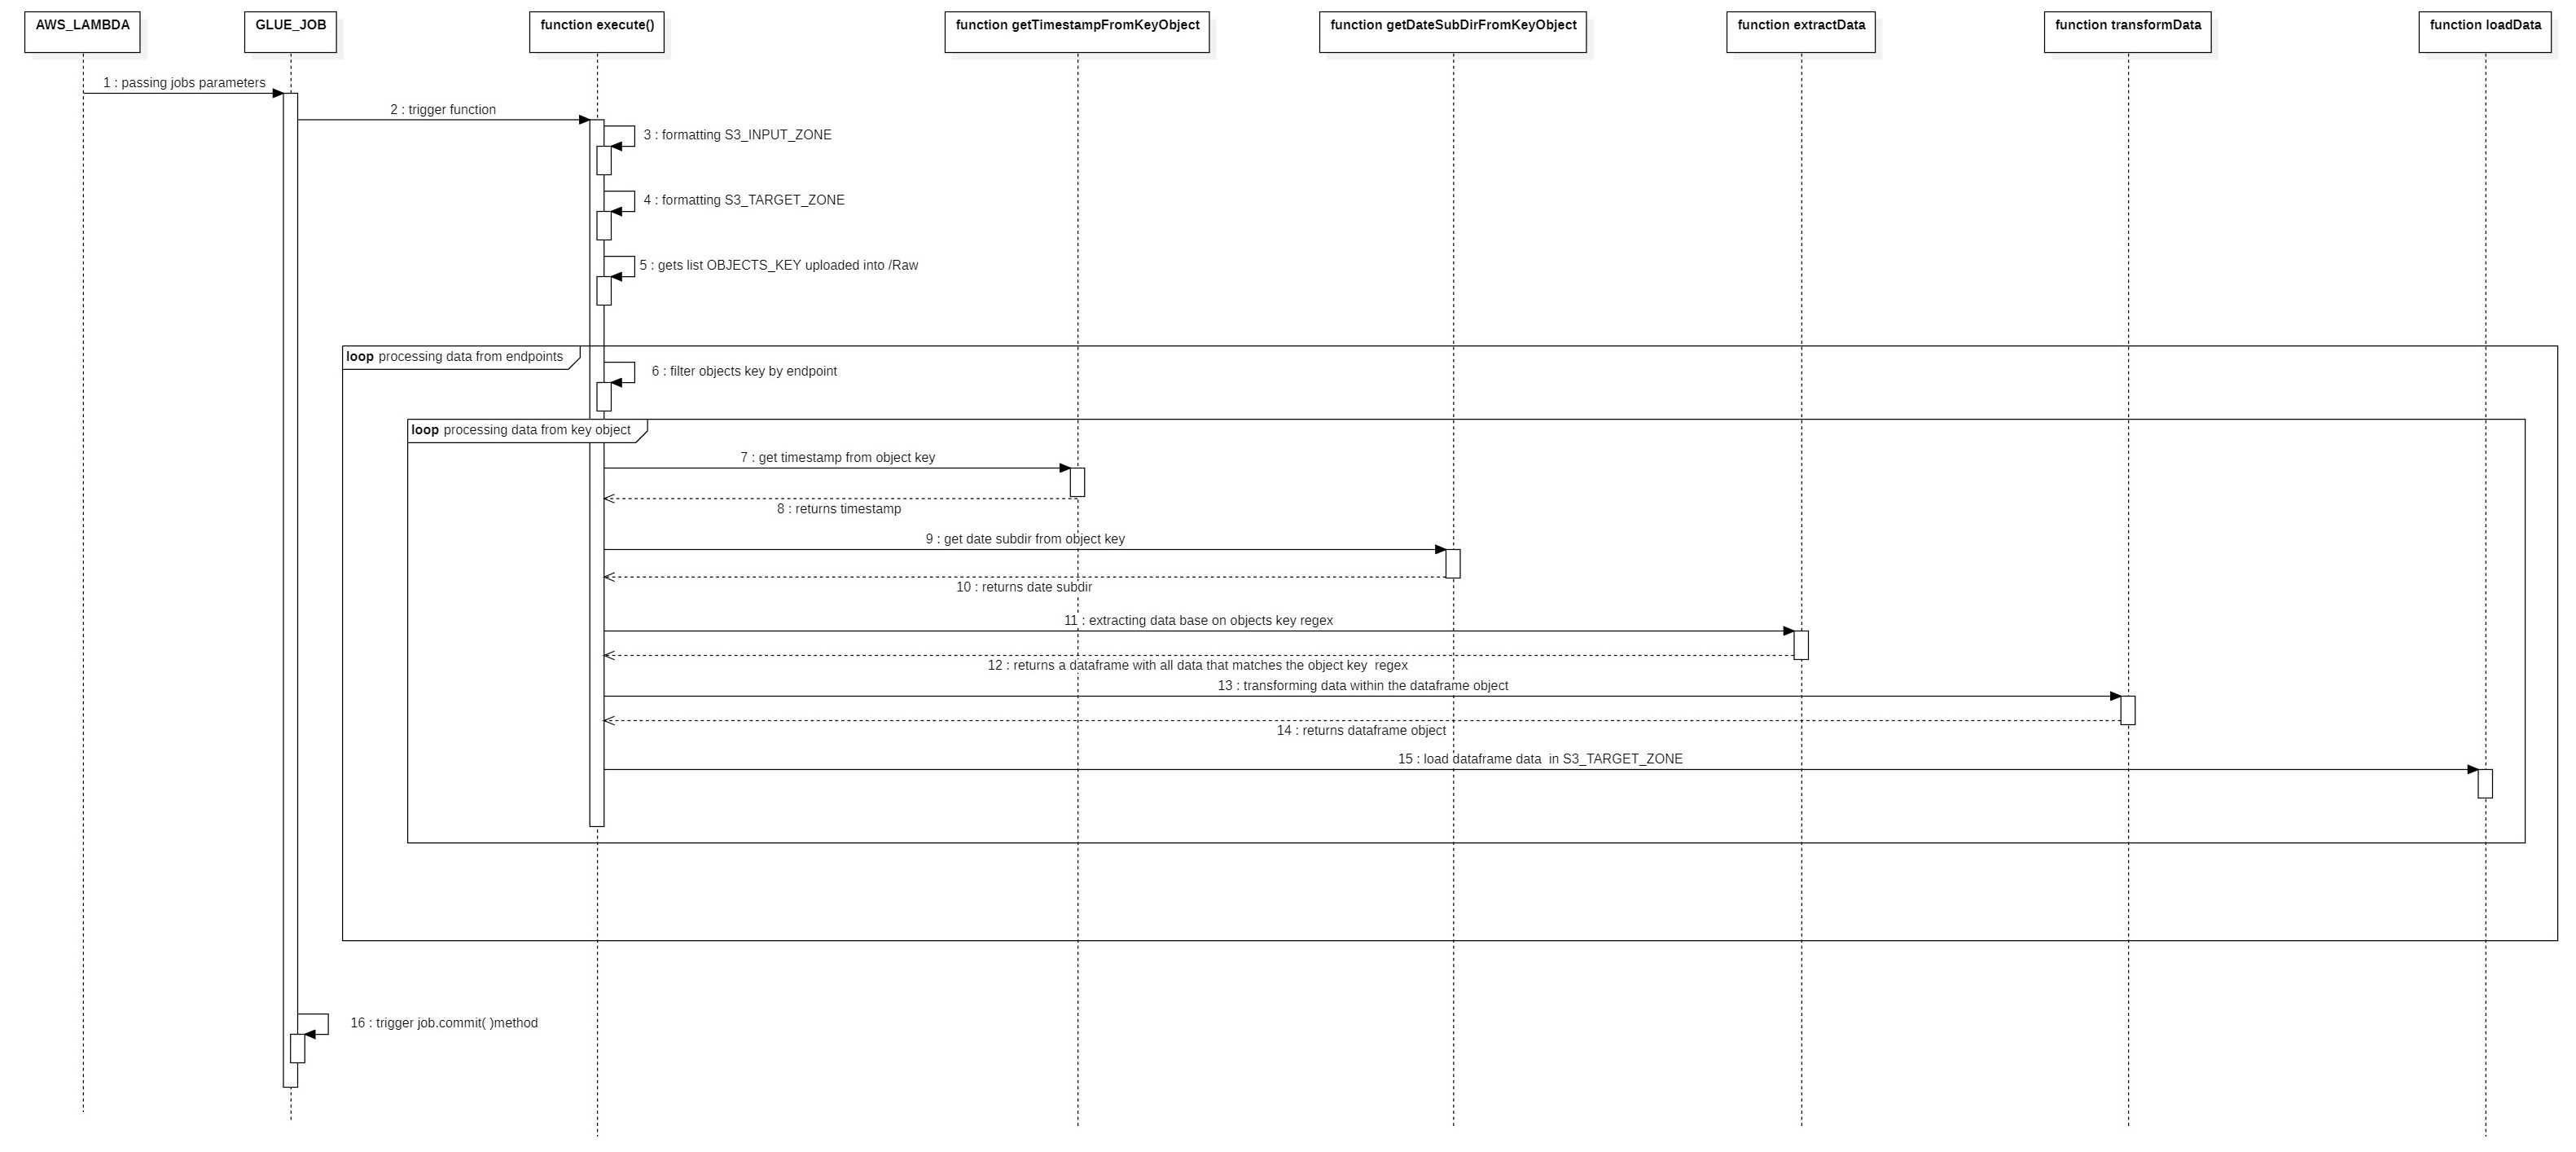 AWS_LAMBDA
GLUE_JOB
function execute()
function getTimestampFromKeyObject
function getDateSubDirFromKeyObject
function extractData
function transformData
function loadData
1 : passing jobs parameters
2 : trigger function
3 : formatting S3_INPUT_ZONE
4 : formatting S3_TARGET_ZONE
5 : gets list OBJECTS_KEY uploaded into /Raw
loop processing data from endpoints
6 : filter objects key by endpoint
loop processing data from key object
7 : get timestamp from object key
8 : returns timestamp
9 : get date subdir from object key
10 : returns date subdir
11 : extracting data base on objects key regex
12 : returns a dataframe with all data that matches the object key  regex
13 : transforming data within the dataframe object
14 : returns dataframe object
15 : load dataframe data  in S3_TARGET_ZONE
16 : trigger job.commit( )method